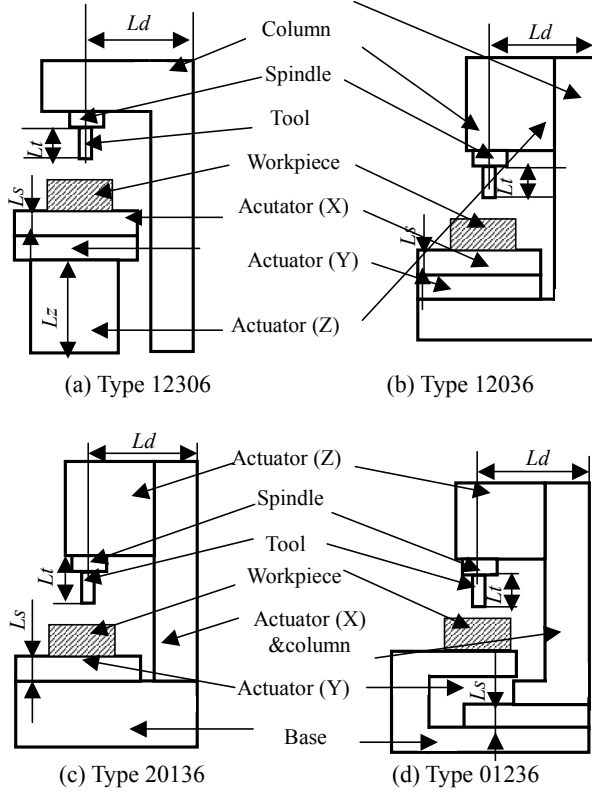 Ld
Column
Spindle
Tool
Workpiece
Acutator (X)
Actuator (Y)
Actuator (Z)
Lt
Ls
Lz
(a) Type 12306
Ld
Lt
Ls
(b) Type 12036
Ld
Actuator (Z)
Spindle
Tool
Workpiece
Actuator (X)
&column
Actuator (Y)
Base
Lt
Ls
(c) Type 20136
Ld
Lt
Ls
(d) Type 01236